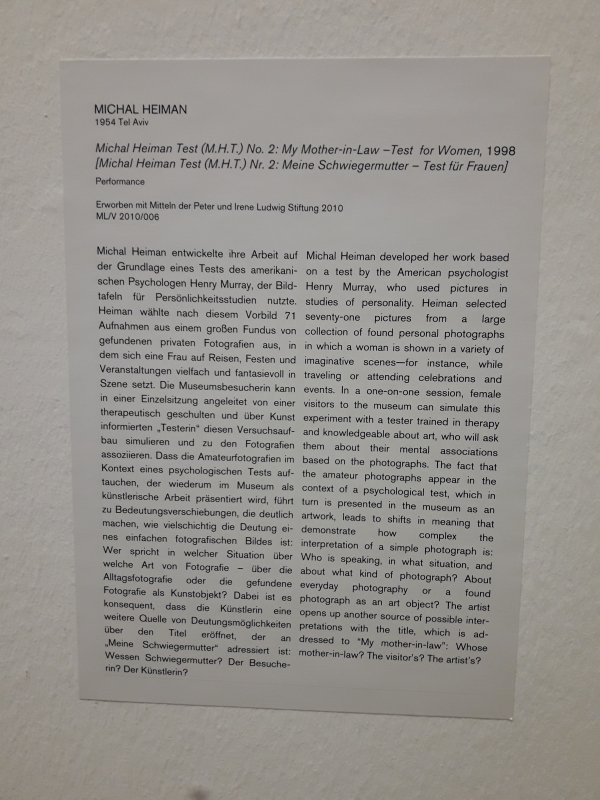 MICHAL HEIMAN
1954 Tel Aviv
Michal Heiman Test (M.H.T.) No. 2: My Mother-in-Law –Test for Women, 1998
[Michal Heiman Test (M.H.T.) Nr. 2: Meine Schwiegermutter – Test für Frauen]
Performance
Erworben mit Mitteln der Peter und Irene Ludwig Stiftung 2010
ML/V 2010/006
Michal Heiman entwickelte ihre Arbeit auf
der Grundlage eines Tests des amerikani-
schen Psychologen Henry Murray, der Bild-
tafeln für Persönlichkeitsstudien nutzte.
Heiman wählte nach diesem Vorbild 71
Aufnahmen aus einem großen Fundus von
gefundenen privaten Fotografien aus, in
dem sich eine Frau auf Reisen, Festen und
Veranstaltungen vielfach und fantasievoll in
Szene setzt. Die Museumsbesucherin kann
in einer Einzelsitzung angeleitet von einer
therapeutisch geschulten und über Kunst
informierten „Testerin" diesen Versuchsauf-
bau simulieren und zu den Fotografien
assoziieren. Dass die Amateurfotografien im
Kontext eines psychologischen Tests auf-
tauchen, der wiederum im Museum als
künstlerische Arbeit präsentiert wird, führt
zu Bedeutungsverschiebungen, die deutlich
machen, wie vielschichtig die Deutung ei-
nes einfachen fotografischen Bildes ist:
Wer spricht in welcher Situation über
welche Art von Fotografie – über die
Alltagsfotografie oder die gefundene
Fotografie als Kunstobjekt? Dabei ist es
konsequent, dass die Künstlerin eine
weitere Quelle von Deutungsmöglichkeiten
über den Titel eröffnet, der an
„Meine Schwiegermutter" adressiert ist:
Wessen Schwiegermutter? Der Besuche-
rin? Der Künstlerin?
Michal Heiman developed her work based
on a test by the American psychologist
Henry Murray, who used pictures in
studies of personality. Heiman selected
seventy-one pictures from a large
collection of found personal photographs
in which a woman is shown in a variety of
imaginative scenes—for instance, while
traveling or attending celebrations and
events. In a one-on-one session, female
visitors to the museum can simulate this
experiment with a tester trained in therapy
and knowledgeable about art, who will ask
them about their mental associations
based on the photographs. The fact that
the amateur photographs appear in the
context of a psychological test, which in
turn is presented in the museum as an
artwork, leads to shifts in meaning that
demonstrate how complex the
interpretation of a simple photograph is:
Who is speaking, in what situation, and
about what kind of photograph? About
everyday photography or a found
photograph as an art object? The artist
opens up another source of possible inter-
pretations with the title, which is ad-
dressed to "My mother-in-law": Whose
mother-in-law? The visitor's? The artist's?